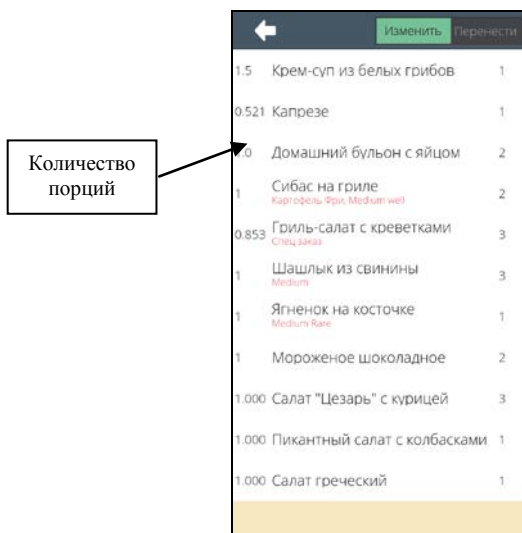 Изменить Перенести
1.5 Крем-суп из белых грибов 1
0.521 Капрезе 1
Количество
порций
1.0 Домашний бульон с яйцом 2
1 Сибас на гриле 2
Картофель Фри, Medium well
0.853 Гриль-салат с креветками 3
Спец заказ
1 Шашлык из свинины 3
Medium
1 Ягненок на косточке 1
Medium Rare
1 Мороженое шоколадное 2
1.000 Салат "Цезарь" с курицей 3
1.000 Пикантный салат с колбасками 1
1.000 Салат греческий 1